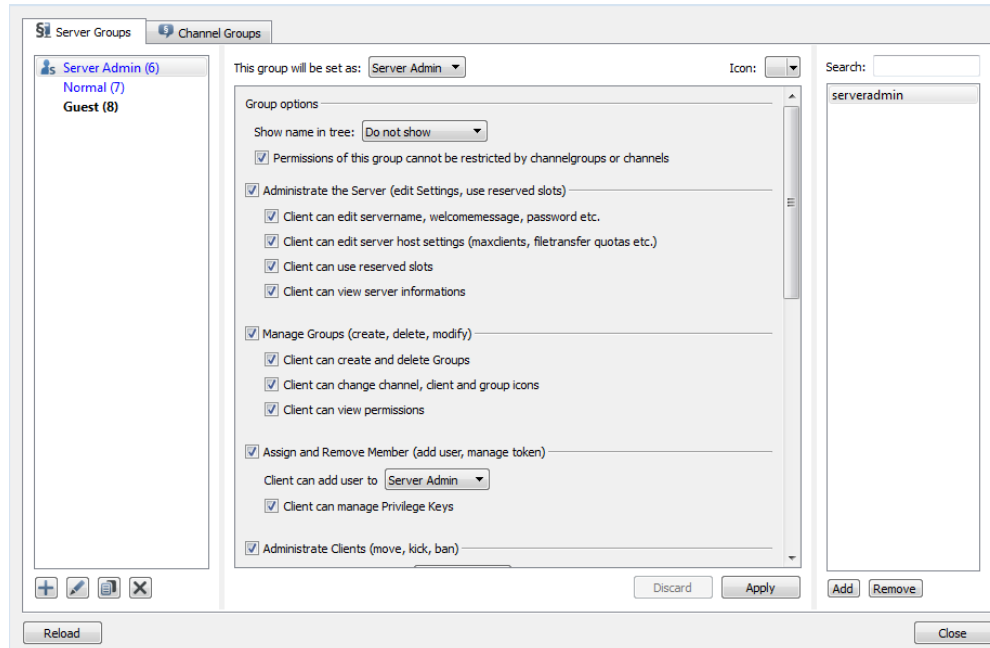 Server Groups
Channel Groups
Server Admin (6)
Normal (7)
Guest (8)
This group will be set as: Server Admin
Icon:
Group options
Show name in tree: Do not show
Permissions of this group cannot be restricted by channelgroups or channels
Administrate the Server (edit Settings, use reserved slots)
Client can edit servername, welcomemessage, password etc.
Client can edit server host settings (maxclients, filetransfer quotas etc.)
Client can use reserved slots
Client can view server informations
Manage Groups (create, delete, modify)
Client can create and delete Groups
Client can change channel, client and group icons
Client can view permissions
Assign and Remove Member (add user, manage token)
Client can add user to Server Admin
Client can manage Privilege Keys
Administrate Clients (move, kick, ban)
Discard
Apply
Search:
serveradmin
Add
Remove
Reload
Close